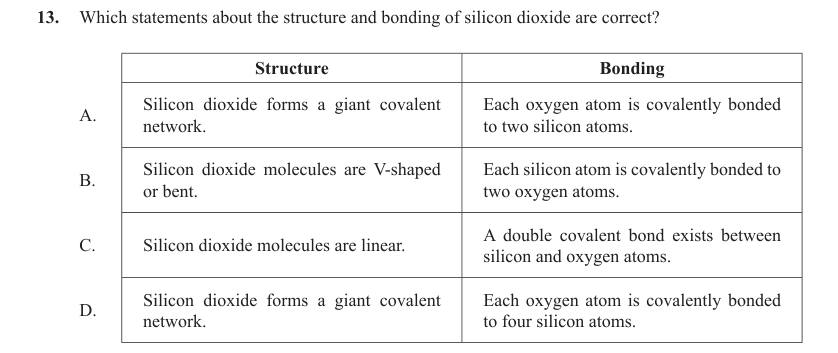 13. Which statements about the structure and bonding of silicon dioxide are correct?
Structure Bonding
A. Silicon dioxide forms a giant covalent network. Each oxygen atom is covalently bonded to two silicon atoms.
B. Silicon dioxide molecules are V-shaped or bent. Each silicon atom is covalently bonded to two oxygen atoms.
C. Silicon dioxide molecules are linear. A double covalent bond exists between silicon and oxygen atoms.
D. Silicon dioxide forms a giant covalent network. Each oxygen atom is covalently bonded to four silicon atoms.